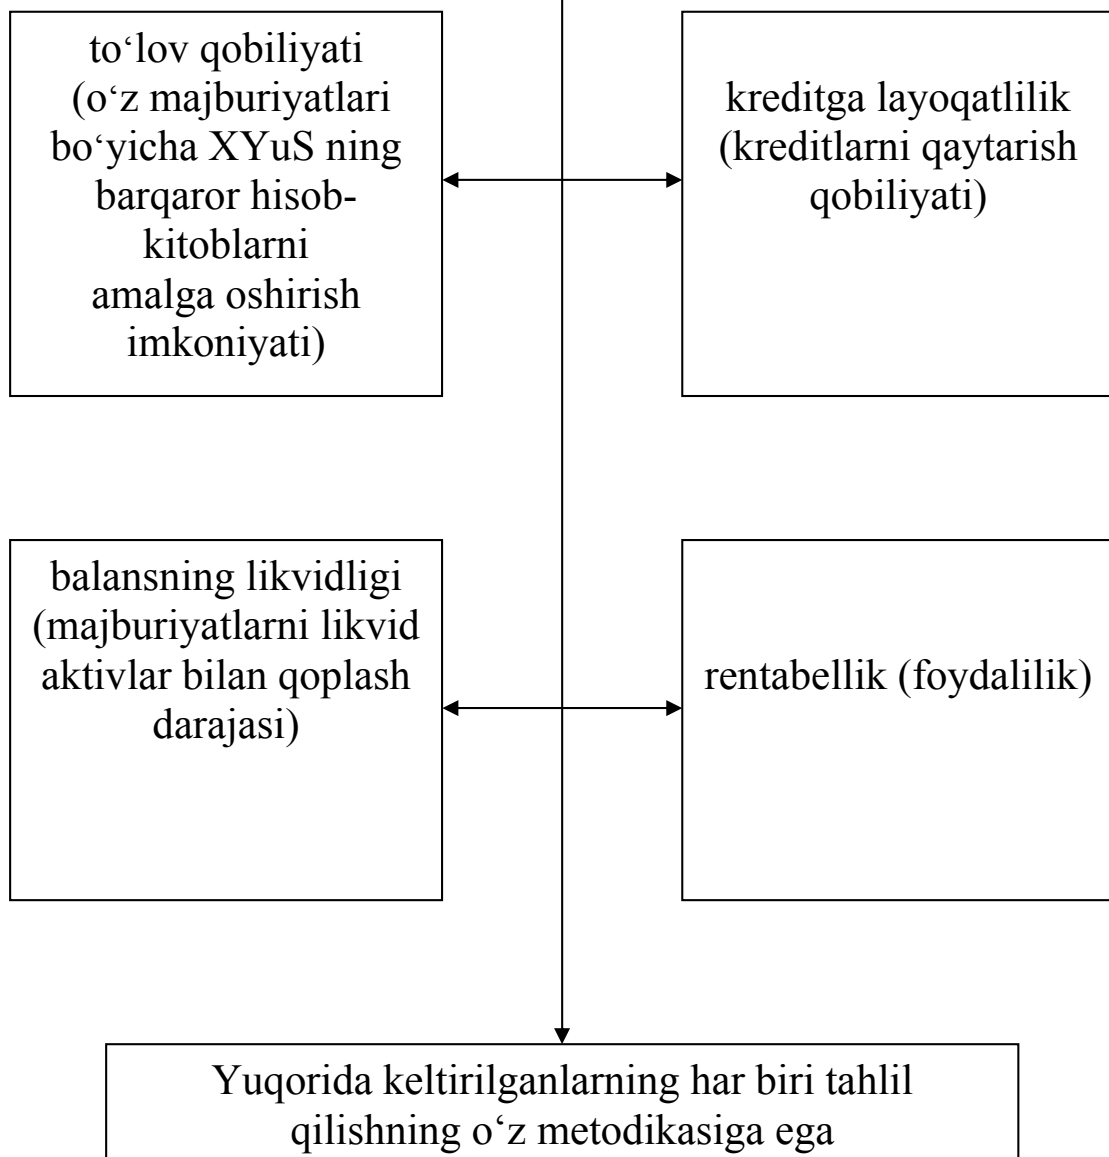 to‘lov qobiliyati
(o‘z majburiyatlari
bo‘yicha XYuS ning
barqaror hisob-
kitoblarni
amalga oshirish
imkoniyati)
kreditga layoqatlilik
(kreditlarni qaytarish
qobiliyati)
balansning likvidligi
(majburiyatlarni likvid
aktivlar bilan qoplash
darajasi)
rentabellik (foydalilik)
Yuqorida keltirilganlarning har biri tahlil
qilishning o‘z metodikasiga ega